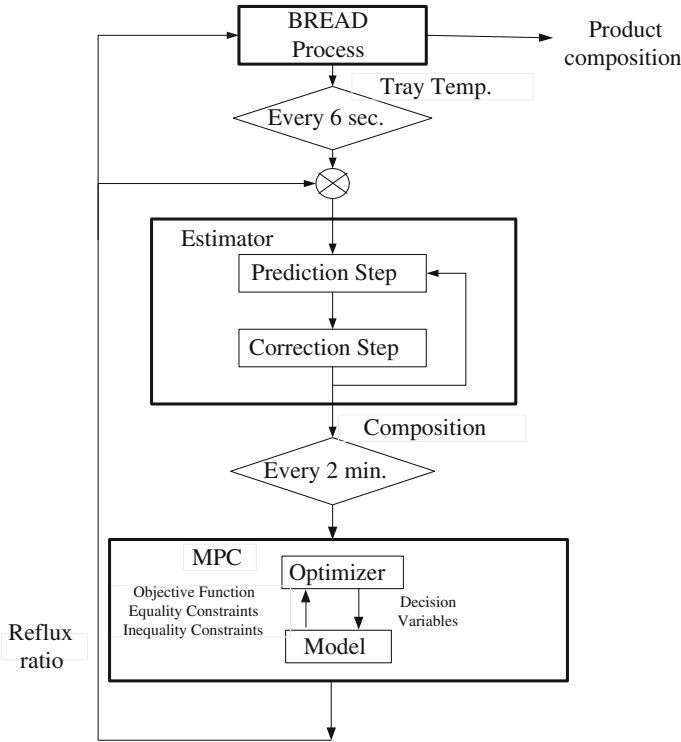 BREAD
Process
Product
composition
Tray Temp.
Every 6 sec.
Estimator
Prediction Step
Correction Step
Composition
Every 2 min.
MPC
Optimizer
Objective Function
Equality Constraints
Inequality Constraints
Decision
Variables
Model
Reflux
ratio